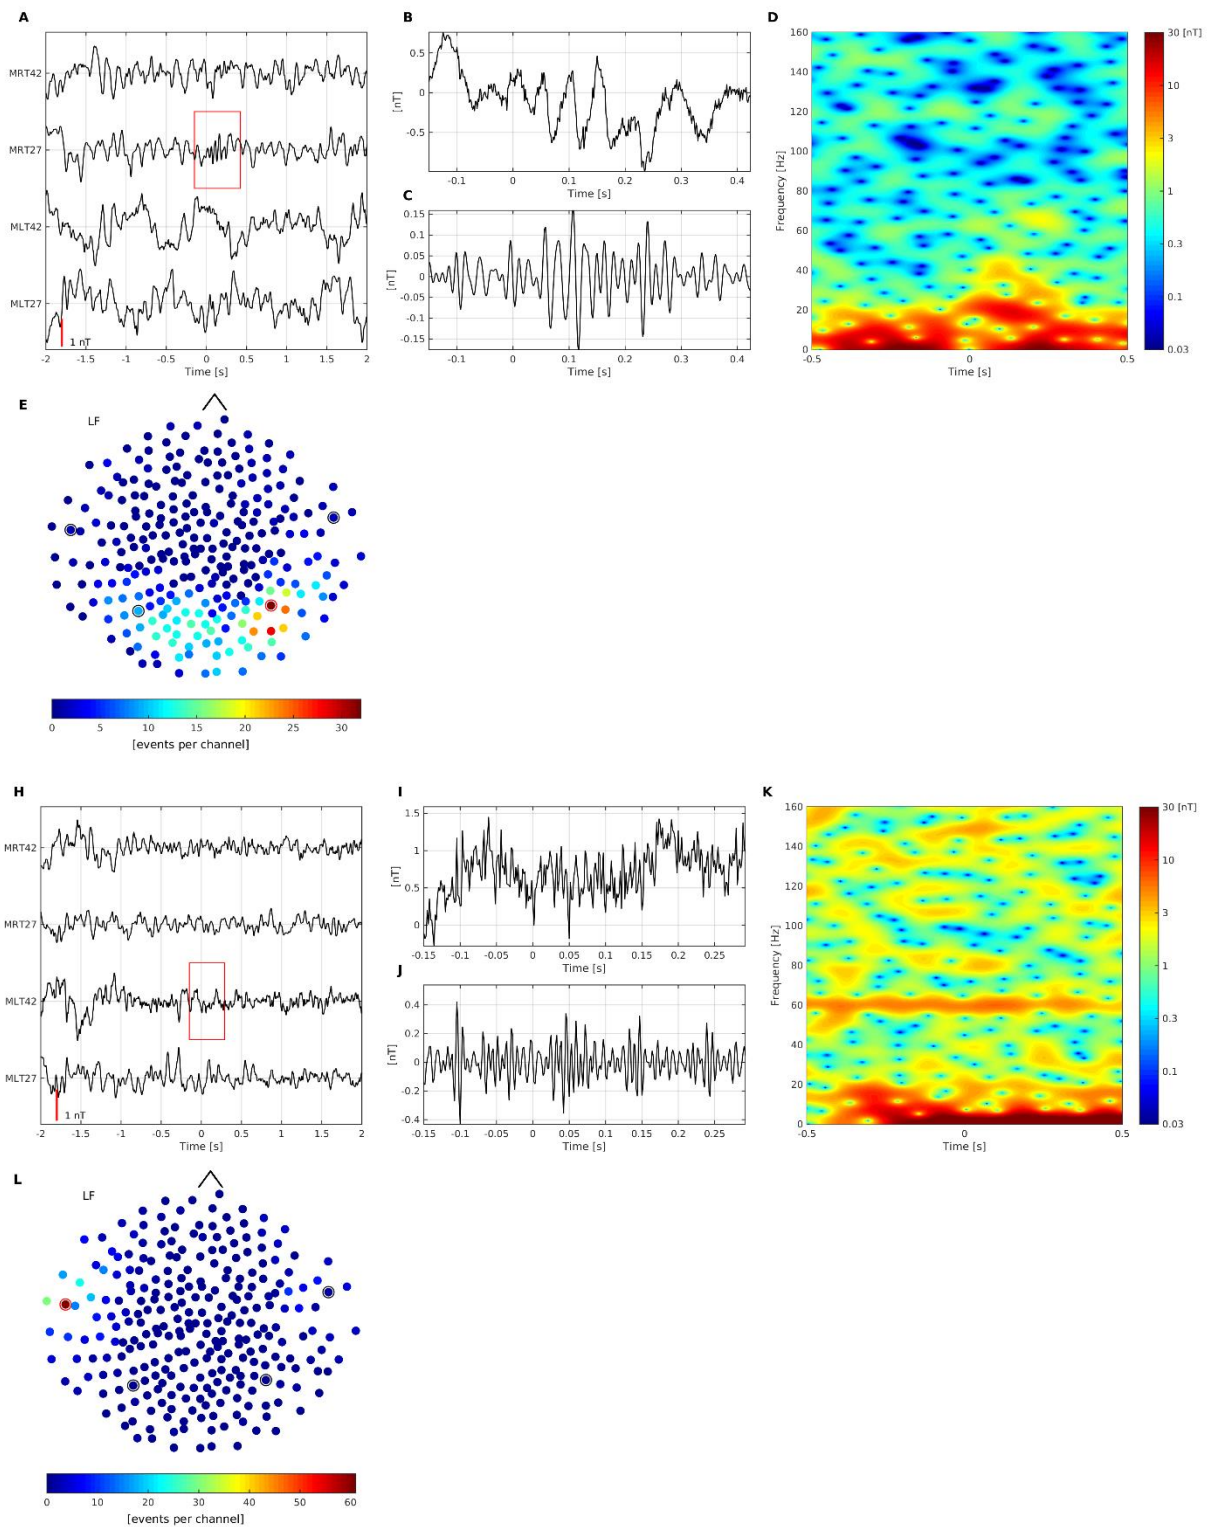 A
MRT42
MRT27
MLT42
MLT27
1 nT
-2 -1.5 -1 -0.5 0 0.5 1 1.5 2
Time [s]
B
0.5
0
-0.5
[nT]
-0.1 0 0.1 0.2 0.3 0.4
Time [s]
C
0.15
0.1
0.05
0
-0.05
-0.1
-0.15
[nT]
-0.1 0 0.1 0.2 0.3 0.4
Time [s]
D
160
140
120
100
80
60
40
20
0
Frequency [Hz]
-0.5 0 0.5
Time [s]
30 [nT]
10
3
1
0.3
0.1
0.03
E
LF
0 5 10 15 20 25 30
[events per channel]
H
MRT42
MRT27
MLT42
MLT27
1 nT
-2 -1.5 -1 -0.5 0 0.5 1 1.5 2
Time [s]
I
1.5
1
0.5
0
[nT]
-0.15 -0.1 -0.05 0 0.05 0.1 0.15 0.2 0.25
Time [s]
J
0.4
0.2
0
-0.2
-0.4
[nT]
-0.15 -0.1 -0.05 0 0.05 0.1 0.15 0.2 0.25
Time [s]
K
160
140
120
100
80
60
40
20
0
Frequency [Hz]
-0.5 0 0.5
Time [s]
30 [nT]
10
3
1
0.3
0.1
0.03
L
LF
0 10 20 30 40 50 60
[events per channel]